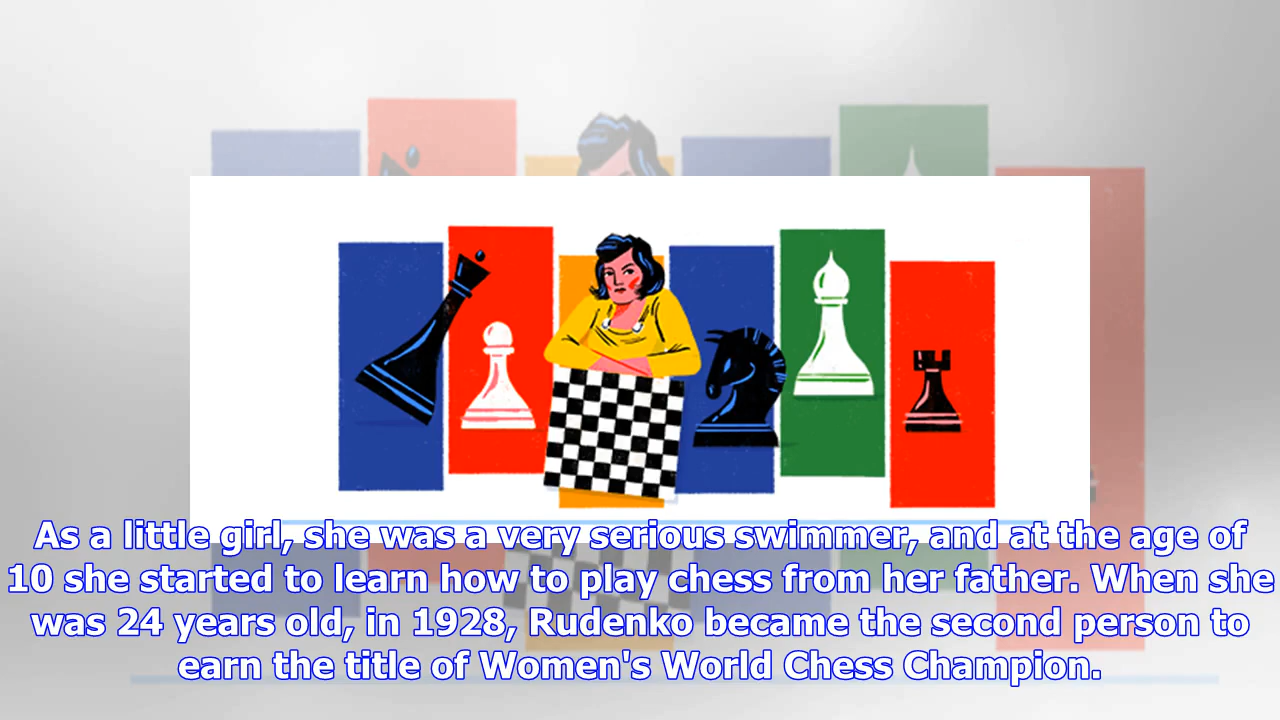 As a little girl, she was a very serious swimmer, and at the age of
10 she started to learn how to play chess from her father. When she
was 24 years old, in 1928, Rudenko became the second person to
earn the title of Women's World Chess Champion.